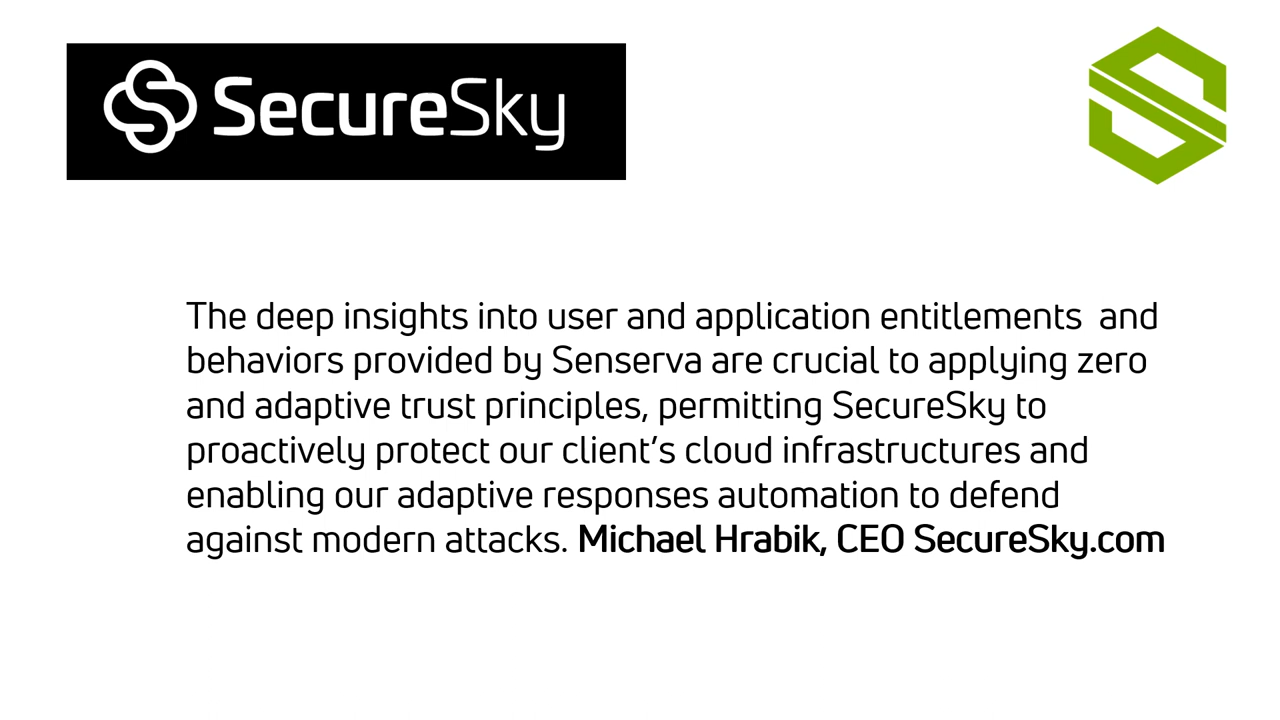 SecureSky
The deep insights into user and application entitlements  and
behaviors provided by Senserva are crucial to applying zero
and adaptive trust principles, permitting SecureSky to
proactively protect our client’s cloud infrastructures and
enabling our adaptive responses automation to defend
against modern attacks. Michael Hrabik, CEO SecureSky.com